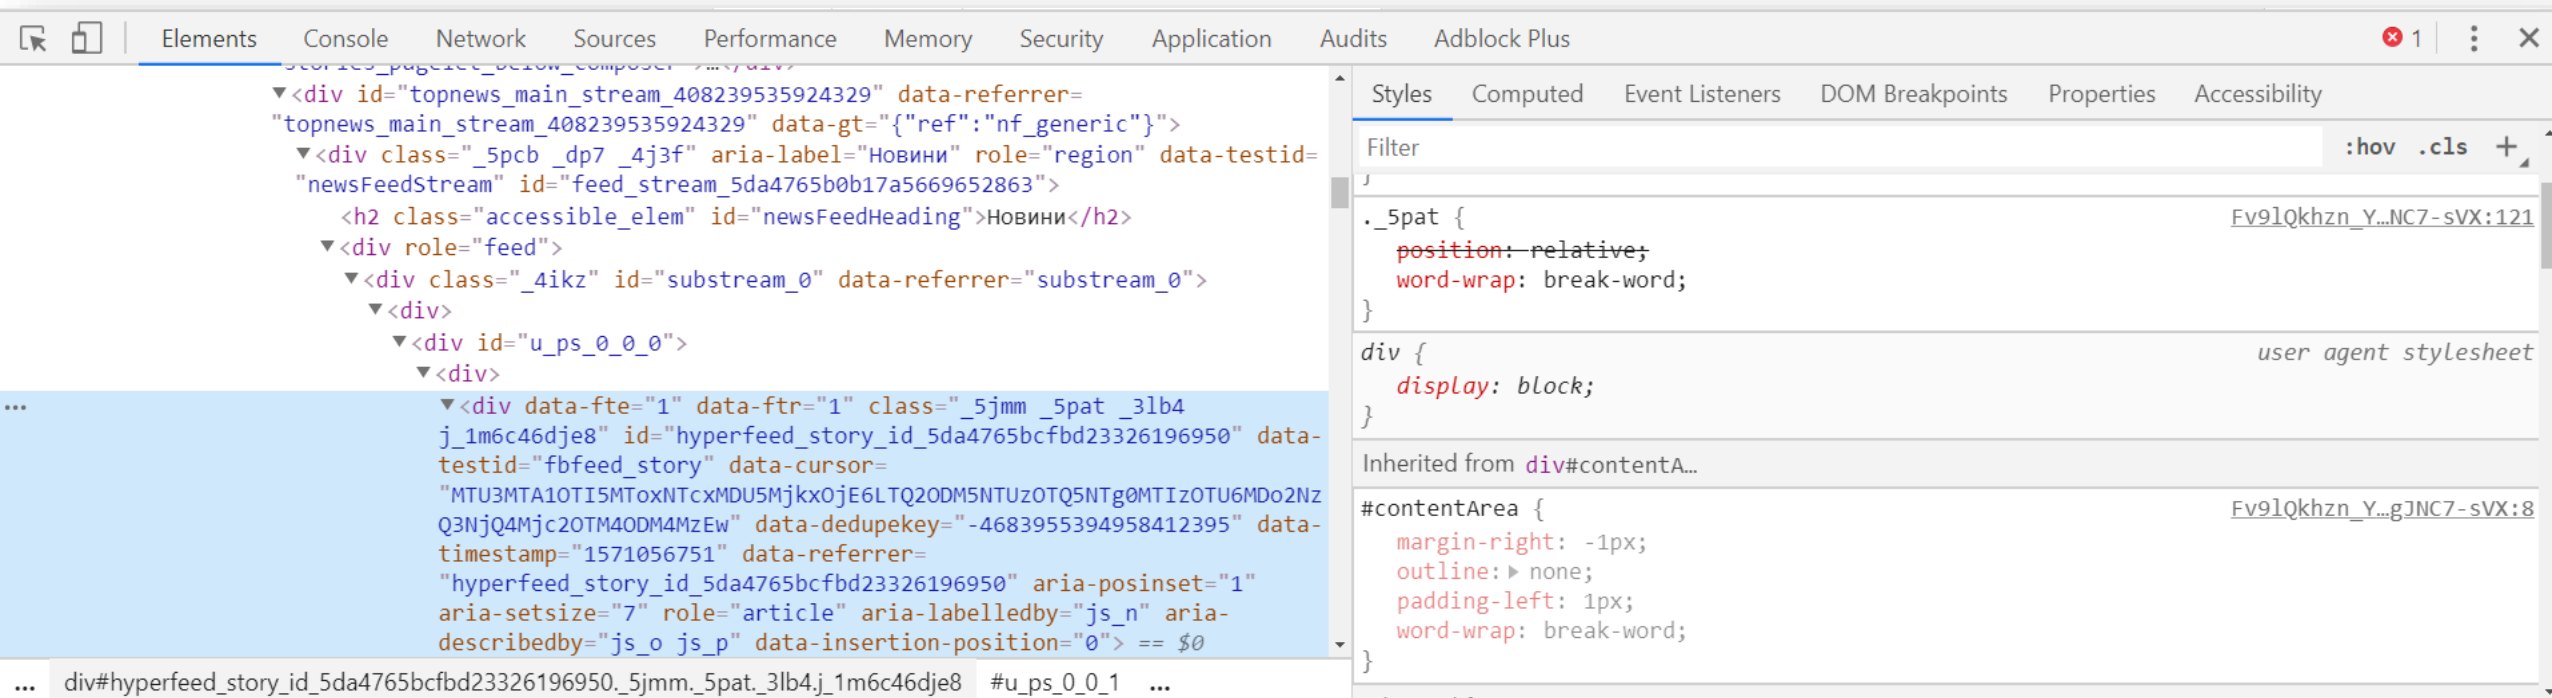 Elements Console Network Sources Performance Memory Security Application Audits Adblock Plus 1
stories_pagelet_below_composer">…</div>
<div id="topnews_main_stream_408239535924329" data-referrer=
"topnews_main_stream_408239535924329" data-gt="{"ref":"nf_generic"}">
<div class="_5pcb _dp7 _4j3f" aria-label="Новини" role="region" data-testid=
"newsFeedStream" id="feed_stream_5da4765b0b17a5669652863">
<h2 class="accessible_elem" id="newsFeedHeading">Новини</h2>
<div role="feed">
<div class="_4ikz" id="substream_0" data-referrer="substream_0">
<div>
<div id="u_ps_0_0_0">
<div>
<div data-fte="1" data-ftr="1" class="_5jmm _5pat _3lb4
j_1m6c46dje8" id="hyperfeed_story_id_5da4765bcfbd23326196950" data-
testid="fbfeed_story" data-cursor=
"MTU3MTA1OTI5MToxNTcxMDU5MjkxOjE6LTQ2ODM5NTUzOTQ5NTg0MTIzOTU6MDo2Nz
Q3NjQ4Mjc2OTM4ODM4MzEw" data-dedupekey="-4683955394958412395" data-
timestamp="1571056751" data-referrer=
"hyperfeed_story_id_5da4765bcfbd23326196950" aria-posinset="1"
aria-setsize="7" role="article" aria-labelledby="js_n" aria-
describedby="js_o js_p" data-insertion-position="0"> == $0
... div#hyperfeed_story_id_5da4765bcfbd23326196950._5jmm._5pat._3lb4.j_1m6c46dje8 #u_ps_0_0_1 ...
Styles Computed Event Listeners DOM Breakpoints Properties Accessibility
Filter :hov .cls +
}
._5pat { Fv9lQkhzn_Y…NC7-sVX:121
position: relative;
word-wrap: break-word;
}
div { user agent stylesheet
display: block;
}
Inherited from div#contentA…
#contentArea { Fv9lQkhzn_Y…gJNC7-sVX:8
margin-right: -1px;
outline: none;
padding-left: 1px;
word-wrap: break-word;
}